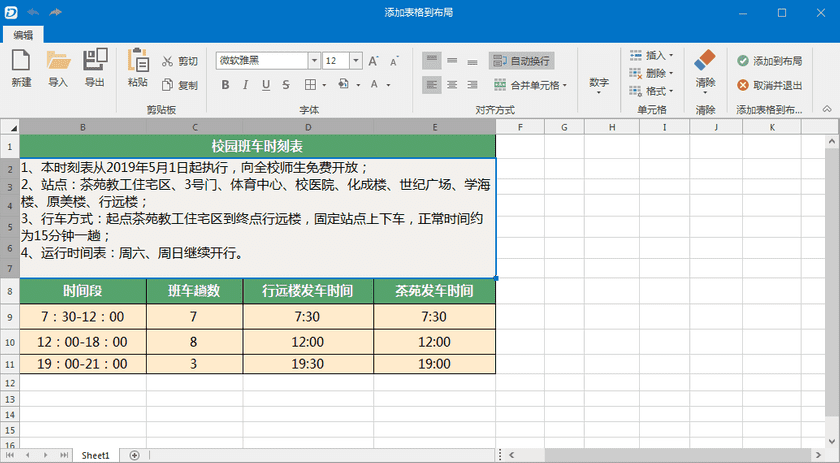 添加表格到布局
编辑
新建
导入
导出
粘贴
剪切
复制
剪贴板
微软雅黑
12
A
A
B I U S
A
字体
自动换行
合并单元格
对齐方式
数字
插入
删除
格式
单元格
清除
清除
添加到布局
取消并退出
添加表格到布...
B C D E F G H I J K
1 校园班车时刻表
2 1、本时刻表从2019年5月1日起执行，向全校师生免费开放；
3 2、站点：茶苑教工住宅区、3号门、体育中心、校医院、化成楼、世纪广场、学海
4 楼、原美楼、行远楼；
5 3、行车方式：起点茶苑教工住宅区到终点行远楼，固定站点上下车，正常时间约
为15分钟一趟；
6 4、运行时间表：周六、周日继续开行。
7
8 时间段 班车趟数 行远楼发车时间 茶苑发车时间
9 7：30-12：00 7 7:30 7:30
10 12：00-18：00 8 12:00 12:00
11 19：00-21：00 3 19:30 19:00
12
13
14
15
16
Sheet1